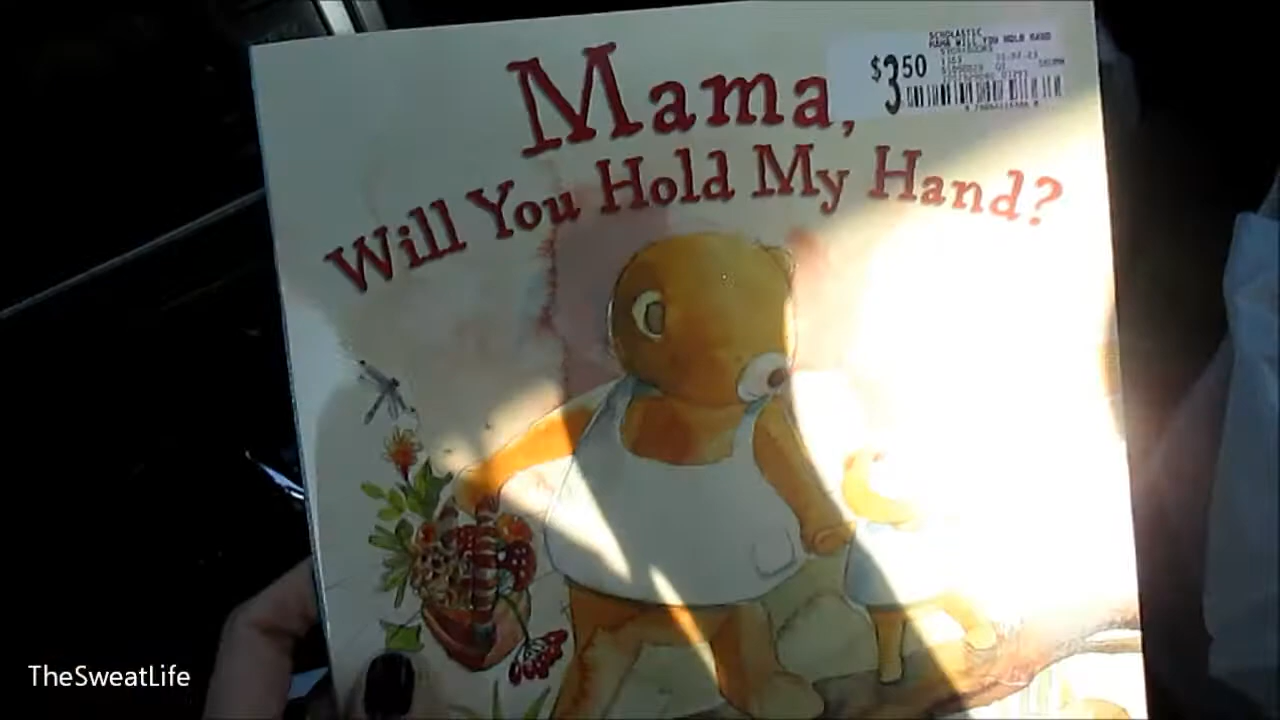 Mama,
Will You Hold My Hand?
SCHOLASTIC
MAMA WILL YOU HOLD HAND
$3.50
TheSweatLife